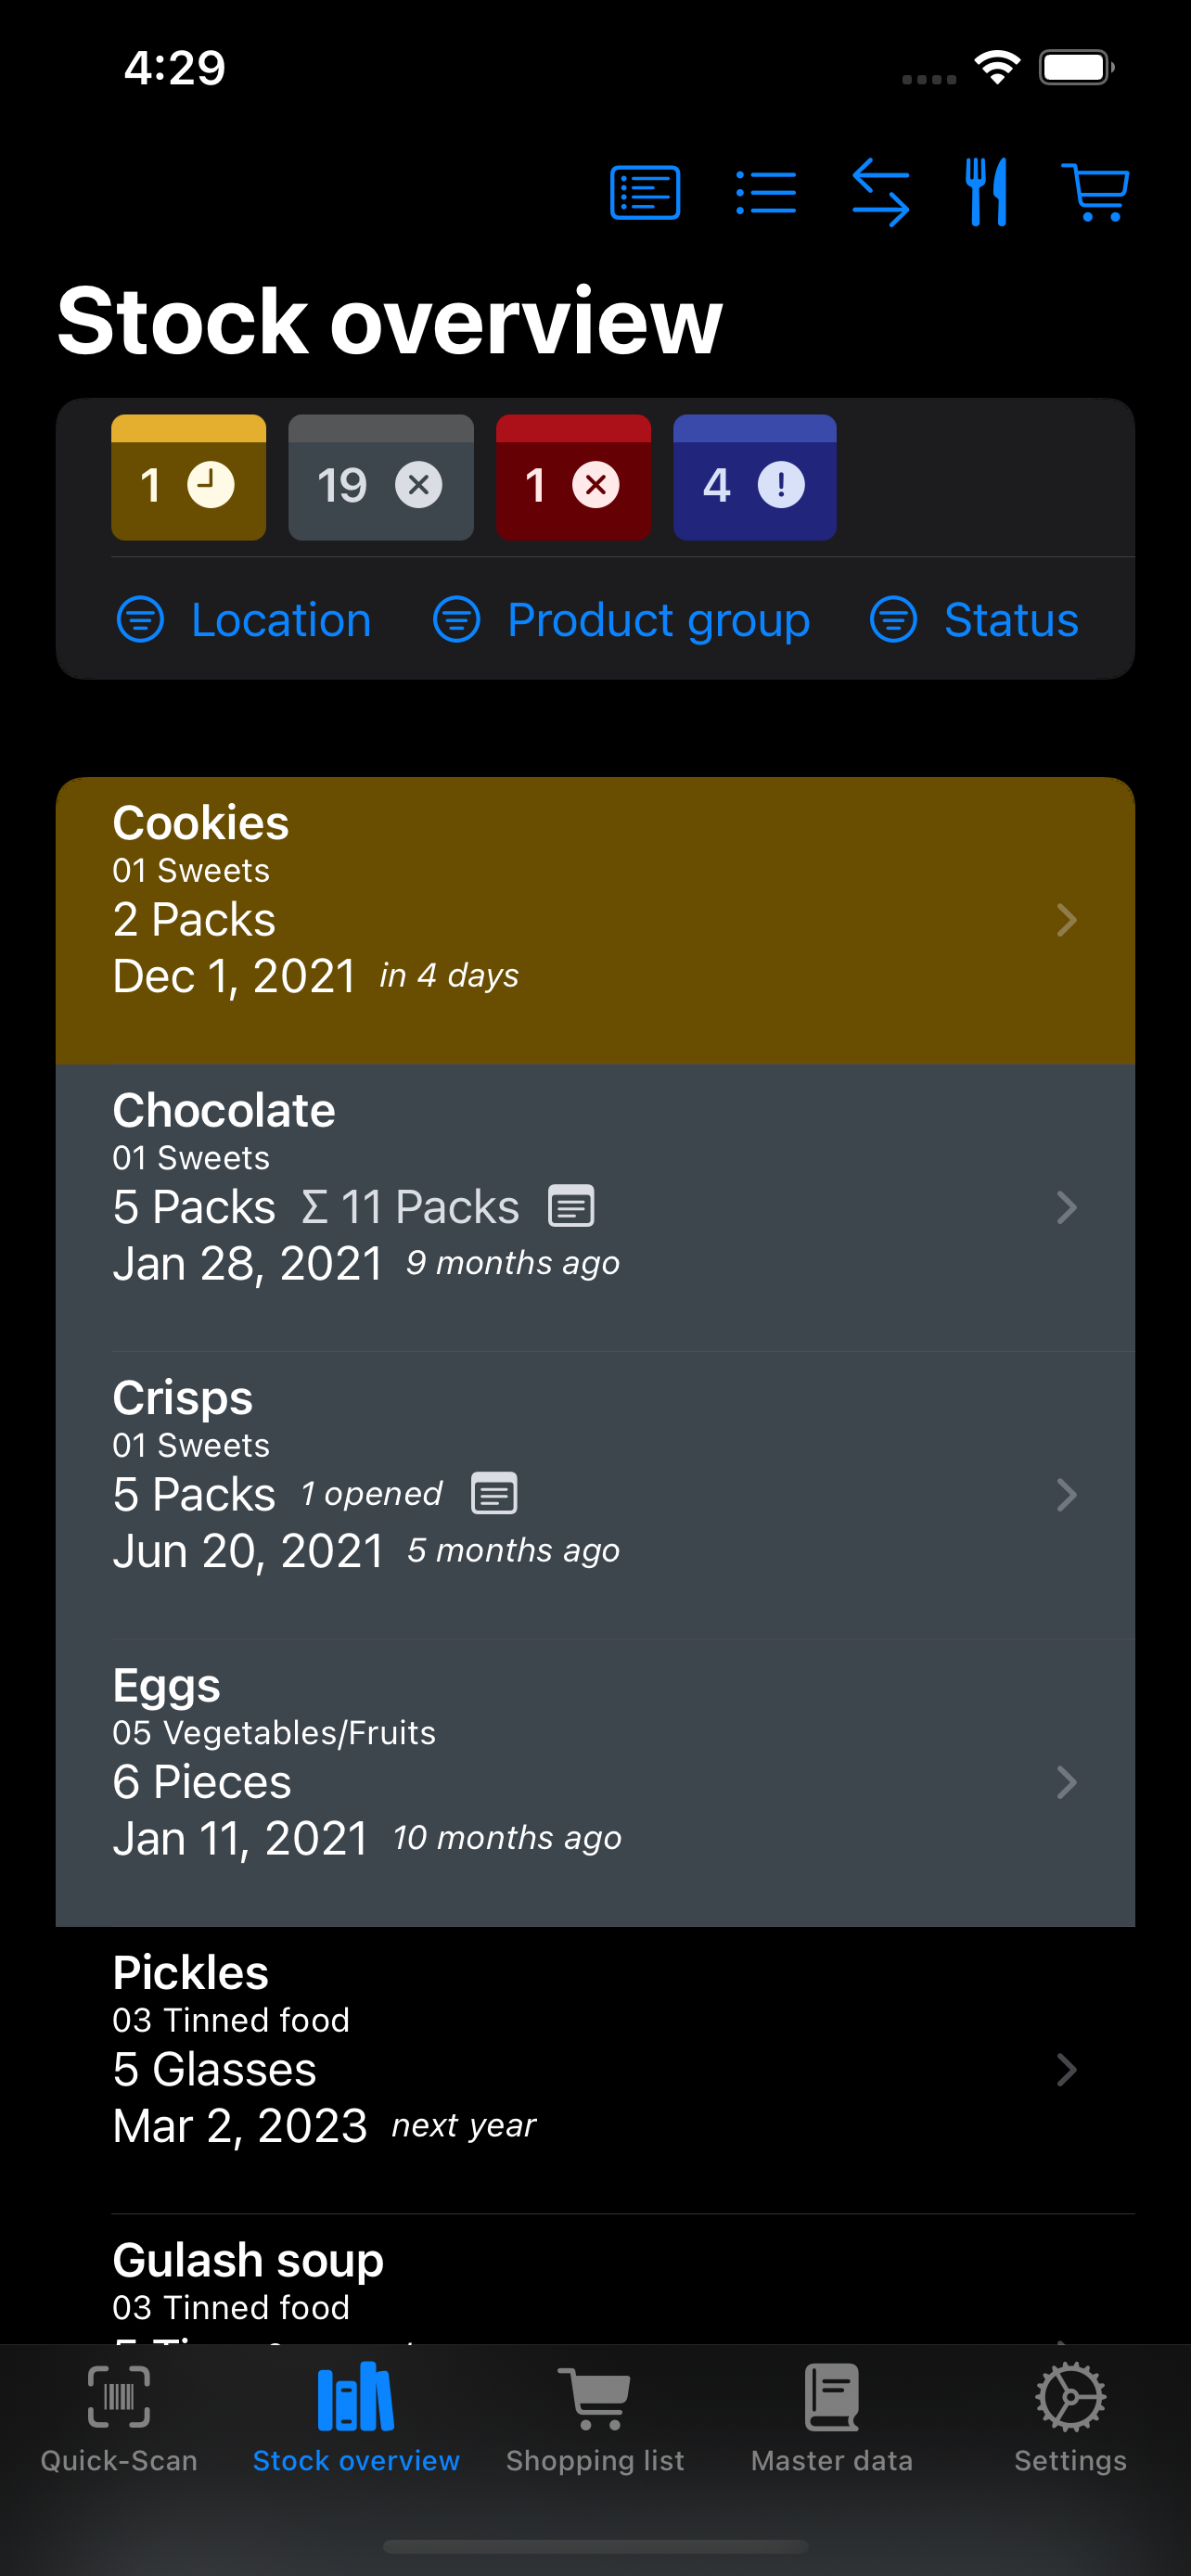 4:29
Stock overview
1 19 1 4
Location Product group Status
Cookies
01 Sweets
2 Packs
Dec 1, 2021 in 4 days
Chocolate
01 Sweets
5 Packs Σ 11 Packs
Jan 28, 2021 9 months ago
Crisps
01 Sweets
5 Packs 1 opened
Jun 20, 2021 5 months ago
Eggs
05 Vegetables/Fruits
6 Pieces
Jan 11, 2021 10 months ago
Pickles
03 Tinned food
5 Glasses
Mar 2, 2023 next year
Gulash soup
03 Tinned food
Quick-Scan Stock overview Shopping list Master data Settings